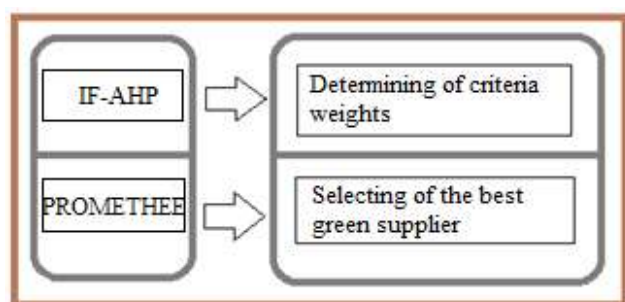 IF-AHP
Determining of criteria
weights
PROMETHEE
Selecting of the best
green supplier